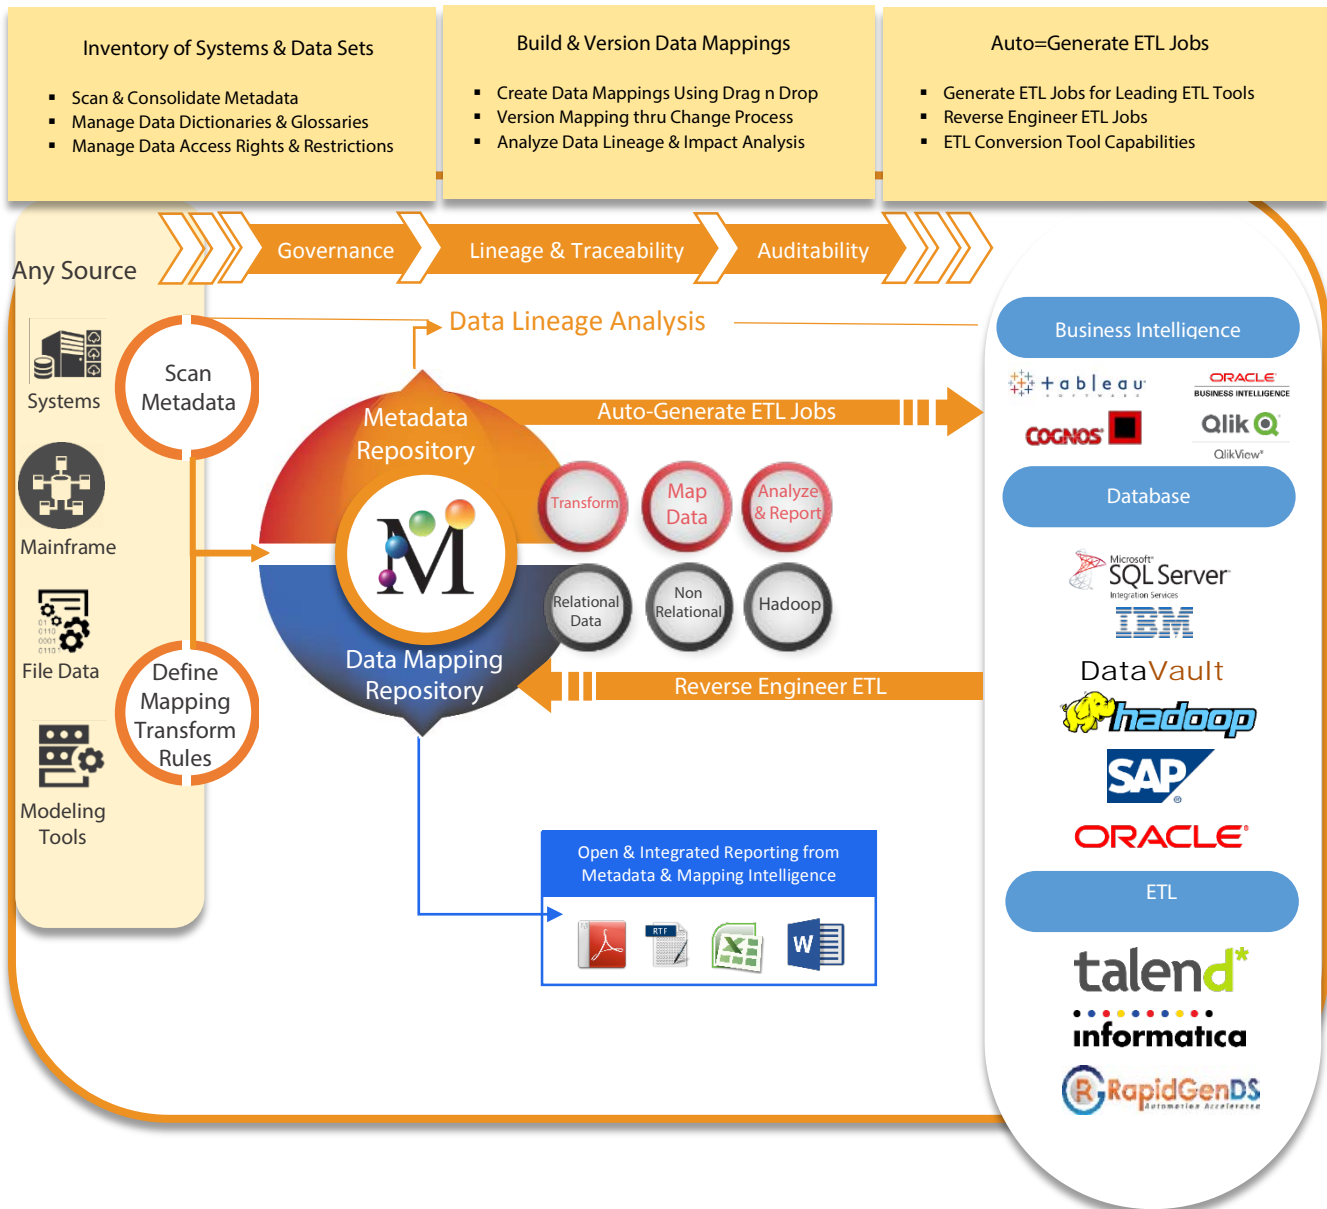 Inventory of Systems & Data Sets
▪ Scan & Consolidate Metadata
▪ Manage Data Dictionaries & Glossaries
▪ Manage Data Access Rights & Restrictions
Build & Version Data Mappings
▪ Create Data Mappings Using Drag n Drop
▪ Version Mapping thru Change Process
▪ Analyze Data Lineage & Impact Analysis
Auto=Generate ETL Jobs
▪ Generate ETL Jobs for Leading ETL Tools
▪ Reverse Engineer ETL Jobs
▪ ETL Conversion Tool Capabilities
Governance
Lineage & Traceability
Auditability
Any Source
Systems
Mainframe
File Data
Modeling
Tools
Scan
Metadata
Define
Mapping
Transform
Rules
Data Lineage Analysis
Metadata
Repository
M
Data Mapping
Repository
Auto-Generate ETL Jobs
Transform
Map
Data
Analyze
& Report
Relational
Data
Non
Relational
Hadoop
Reverse Engineer ETL
Open & Integrated Reporting from
Metadata & Mapping Intelligence
RTF
X
W
Business Intelligence
+ a b l e a u
S O F T W A R E
ORACLE
BUSINESS INTELLIGENCE
COGNOS
Qlik Q
QlikView
Database
Microsoft
SQL Server
Integration Services
IBM
DataVault
hadoop
SAP
ORACLE
ETL
talend*
informatica
R RapidGenDS
Automation Accelerated